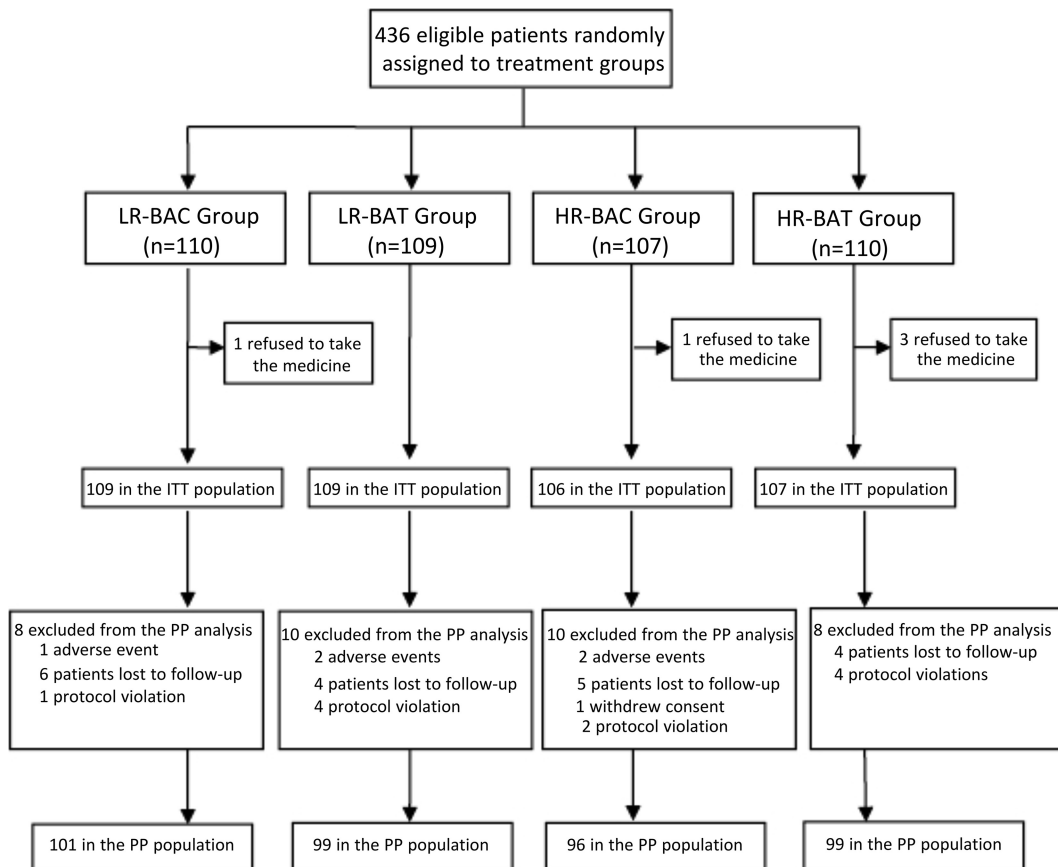 436 eligible patients randomly
assigned to treatment groups
LR-BAC Group
(n=110)
LR-BAT Group
(n=109)
HR-BAC Group
(n=107)
HR-BAT Group
(n=110)
1 refused to take
the medicine
1 refused to take
the medicine
3 refused to take
the medicine
109 in the ITT population
109 in the ITT population
106 in the ITT population
107 in the ITT population
8 excluded from the PP analysis
1 adverse event
6 patients lost to follow-up
1 protocol violation
10 excluded from the PP analysis
2 adverse events
4 patients lost to follow-up
4 protocol violation
10 excluded from the PP analysis
2 adverse events
5 patients lost to follow-up
1 withdrew consent
2 protocol violation
8 excluded from the PP analysis
4 patients lost to follow-up
4 protocol violations
101 in the PP population
99 in the PP population
96 in the PP population
99 in the PP population